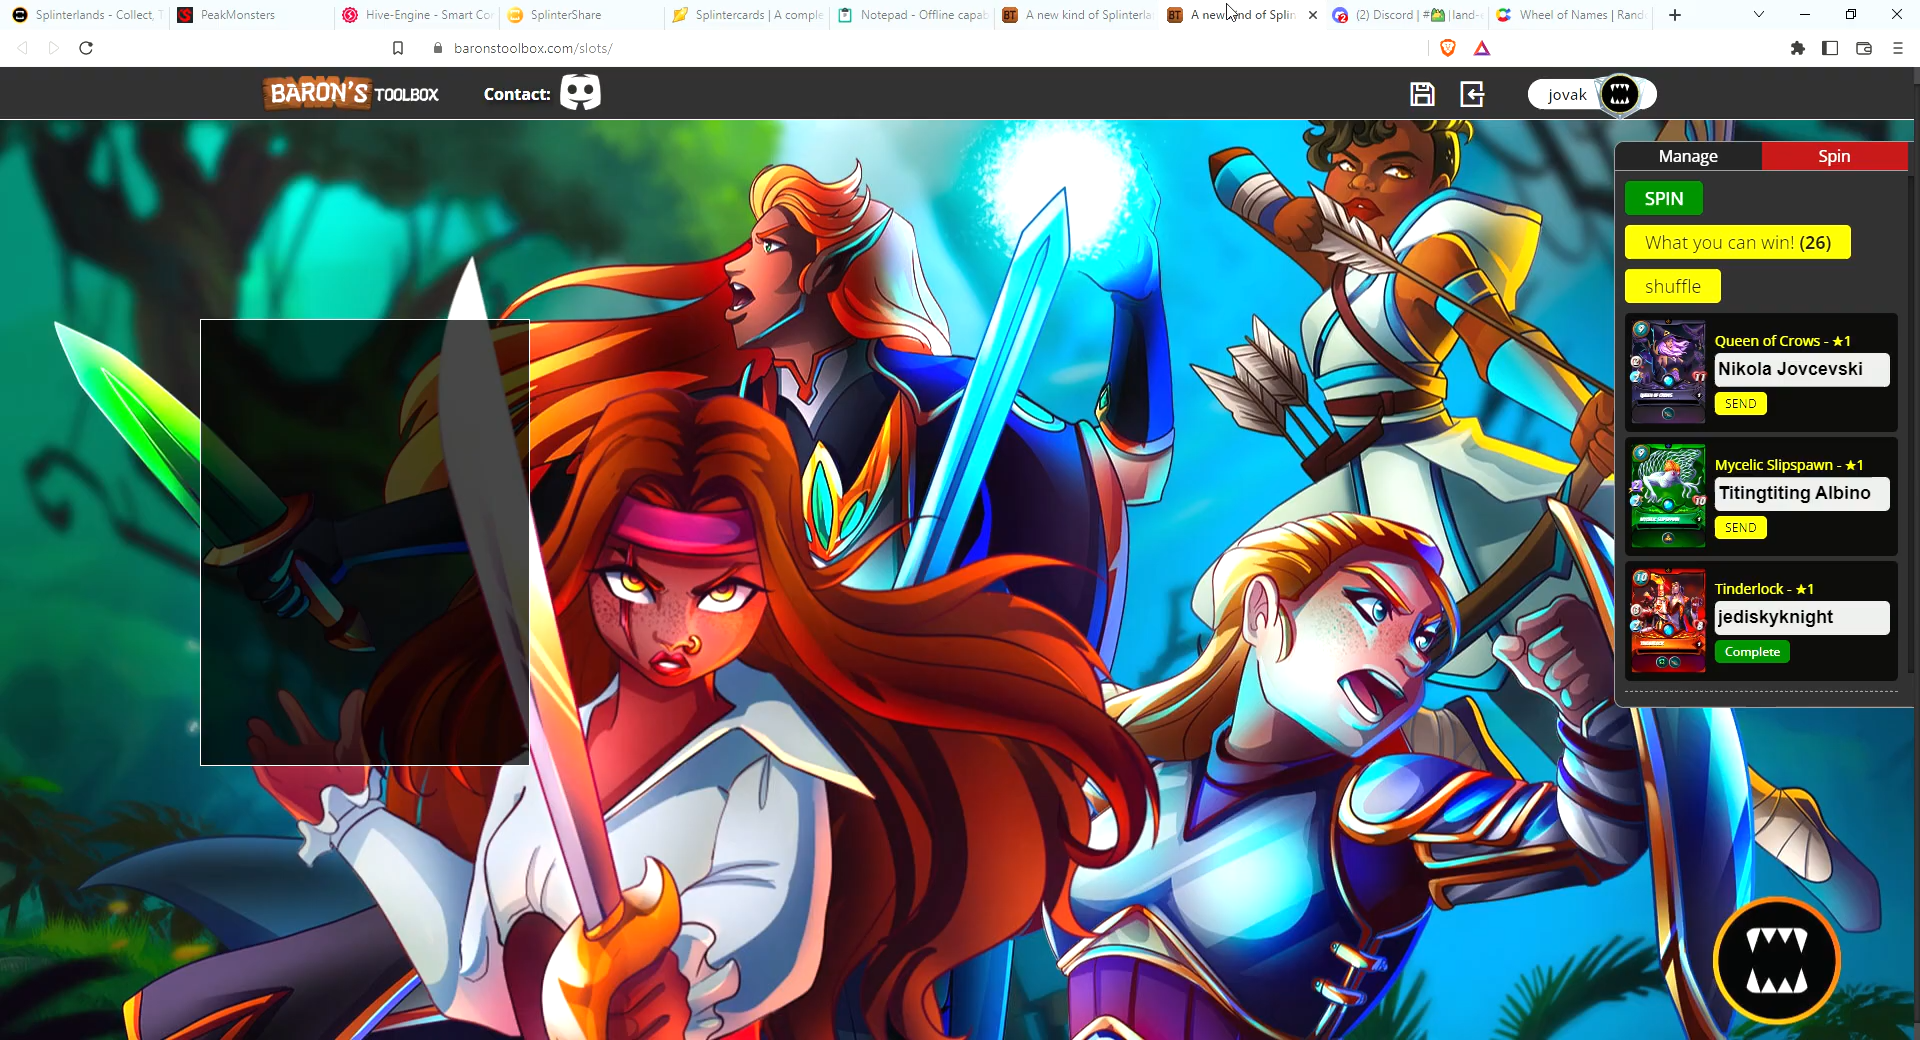 Splinterlands - Collect, T
PeakMonsters
Hive-Engine - Smart Co
SplinterShare
Splintercards | A comple
Notepad - Offline capab
A new kind of Splinterla
A new kind of Splin
(2) Discord | # | land-
Wheel of Names | Rand
baronstoolbox.com/slots/
BARON'S TOOLBOX
Contact:
jovak
Manage
Spin
SPIN
What you can win! (26)
shuffle
Queen of Crows - ★1
Nikola Jovcevski
SEND
Mycelic Slipspawn - ★1
Titingtiting Albino
SEND
Tinderlock - ★1
jediskyknight
Complete